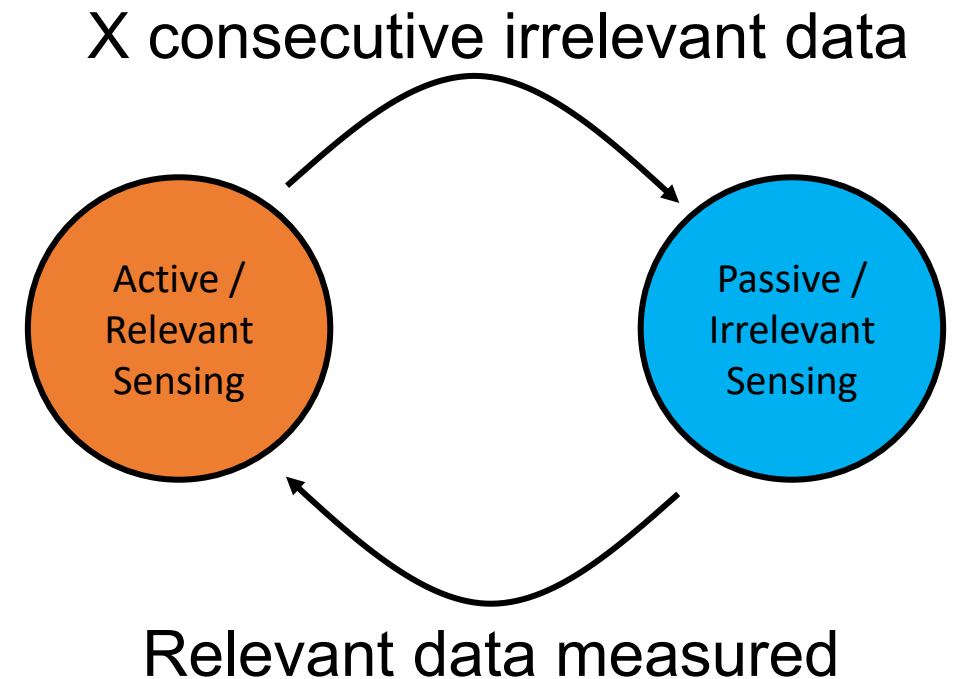 X consecutive irrelevant data
Active /
Relevant
Sensing
Passive /
Irrelevant
Sensing
Relevant data measured